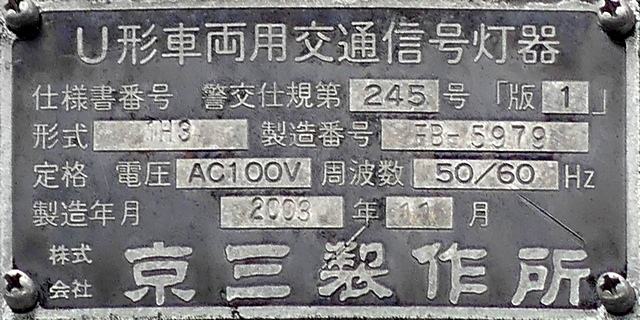 U形車両用交通信号灯器
仕様書番号 警交仕規第 245 号 「版 1 」
形式 製造番号 FB-5979
定格 電圧 AC100V 周波数 50/60 Hz
製造年月 2003 年 11 月
株式会社 京三製作所